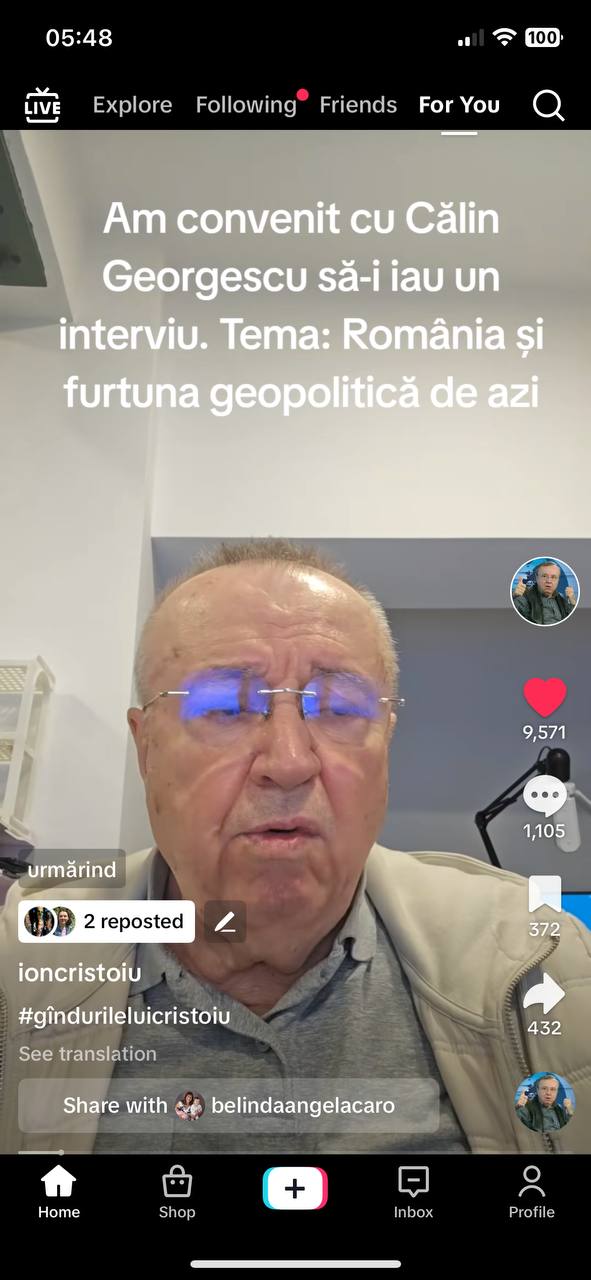 05:48
100
LIVE
Explore
Following
Friends
For You
Am convenit cu Călin
Georgescu să-i iau un
interviu. Tema: România și
furtuna geopolitică de azi
9,571
1,105
urmărind
372
2 reposted
ioncristoiu
#gîndurileluicristoiu
432
See translation
Share with belindaangelacaro
Home
Shop
Inbox
Profile